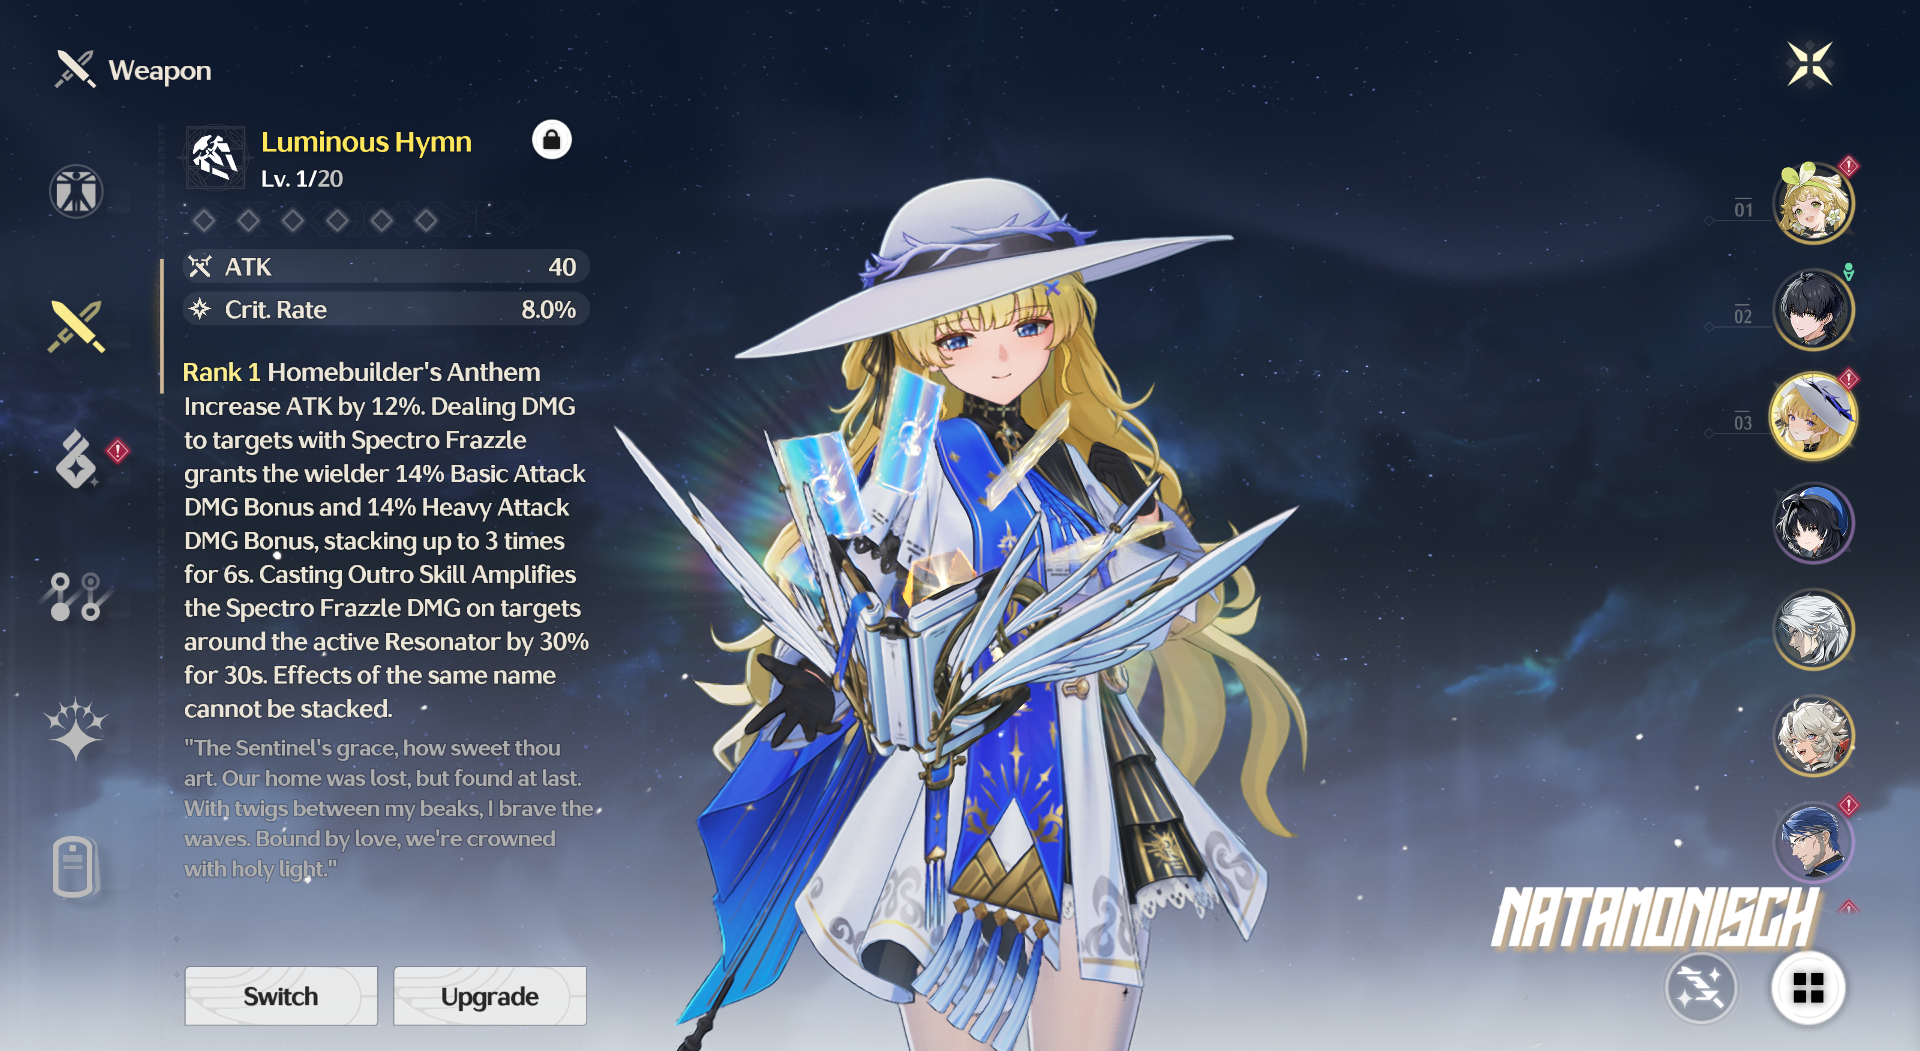 Weapon
Luminous Hymn
Lv. 1/20
ATK 40
Crit. Rate 8.0%
Rank 1 Homebuilder's Anthem
Increase ATK by 12%. Dealing DMG
to targets with Spectro Frazzle
grants the wielder 14% Basic Attack
DMG Bonus and 14% Heavy Attack
DMG Bonus, stacking up to 3 times
for 6s. Casting Outro Skill Amplifies
the Spectro Frazzle DMG on targets
around the active Resonator by 30%
for 30s. Effects of the same name
cannot be stacked.
"The Sentinel's grace, how sweet thou
art. Our home was lost, but found at last.
With twigs between my beaks, I brave the
waves. Bound by love, we're crowned
with holy light."
Switch
Upgrade
01
02
03
NATAMONISCH